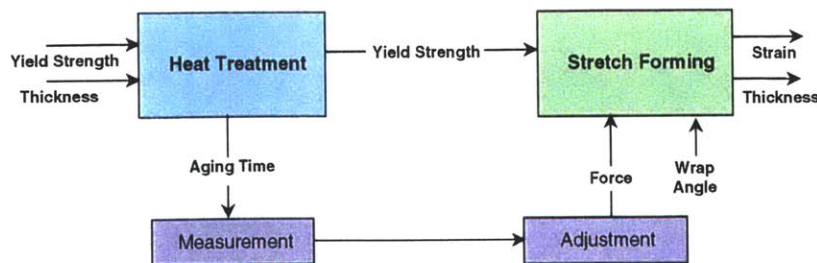 Yield Strength
Thickness
Heat Treatment
Yield Strength
Stretch Forming
Strain
Thickness
Aging Time
Force
Wrap
Angle
Measurement
Adjustment